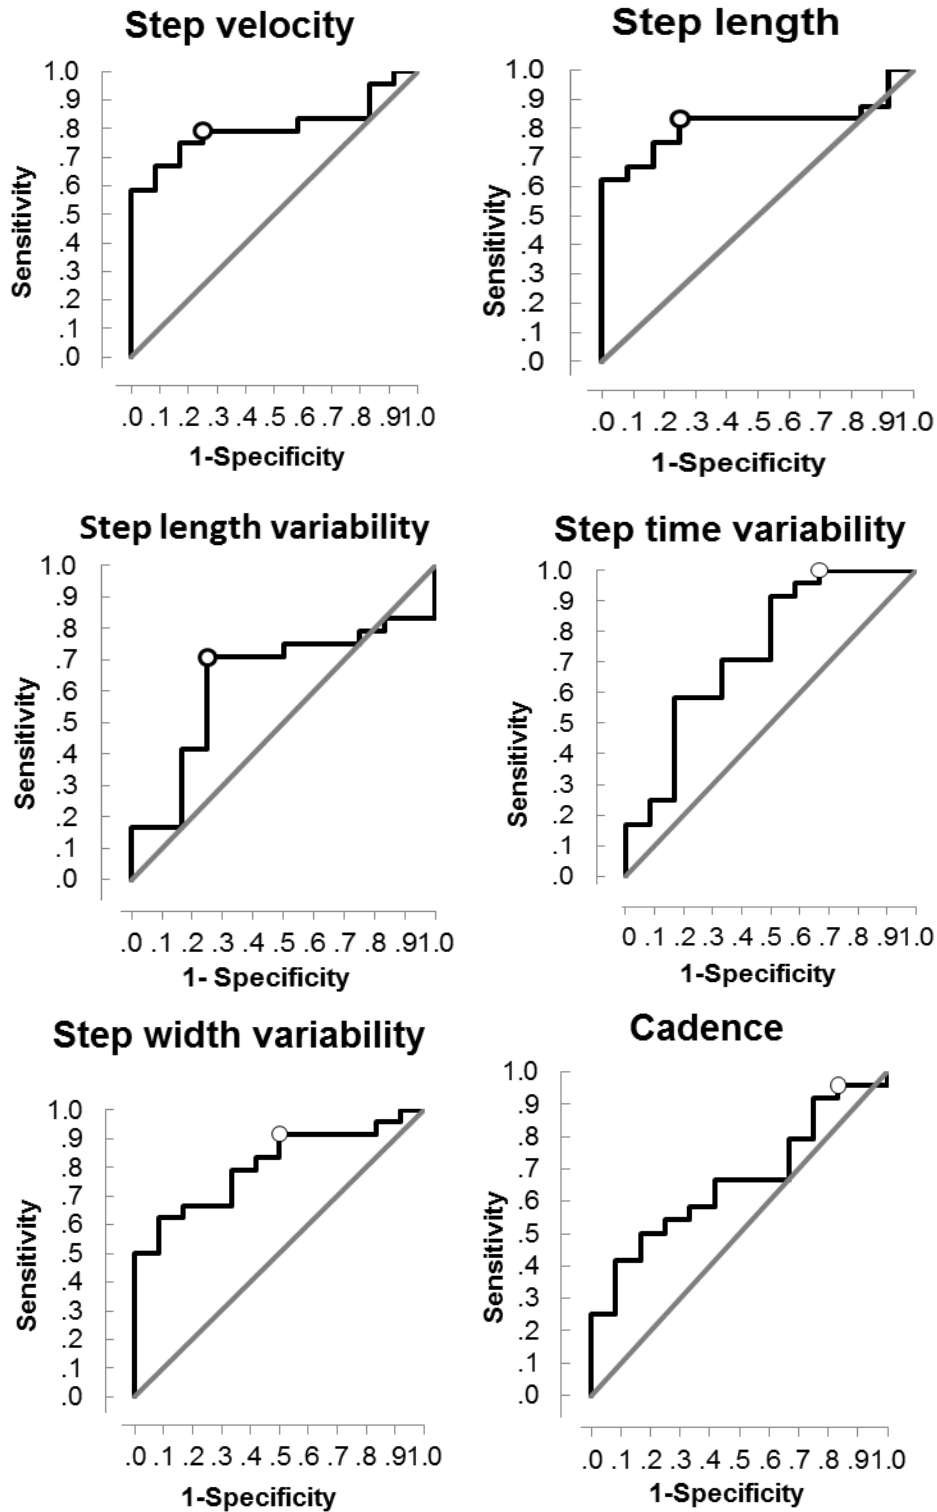 Step velocity
1.0
.9
.8
.7
.6
.5
.4
.3
.2
.1
.0
Sensitivity
.0 .1 .2 .3 .4 .5 .6 .7 .8 .91.0
1-Specificity
Step length
1.0
.9
.8
.7
.6
.5
.4
.3
.2
.1
.0
Sensitivity
.0 .1 .2 .3 .4 .5 .6 .7 .8 .91.0
1-Specificity
Step length variability
1.0
.9
.8
.7
.6
.5
.4
.3
.2
.1
.0
Sensitivity
.0 .1 .2 .3 .4 .5 .6 .7 .8 .91.0
1- Specificity
Step time variability
1.0
.9
.8
.7
.6
.5
.4
.3
.2
.1
.0
Sensitivity
0 .1 .2 .3 .4 .5 .6 .7 .8 .91.0
1-Specificity
Step width variability
1.0
.9
.8
.7
.6
.5
.4
.3
.2
.1
.0
Sensitivity
.0 .1 .2 .3 .4 .5 .6 .7 .8 .91.0
1-Specificity
Cadence
1.0
.9
.8
.7
.6
.5
.4
.3
.2
.1
.0
Sensitivity
.0 .1 .2 .3 .4 .5 .6 .7 .8 .91.0
1-Specificity